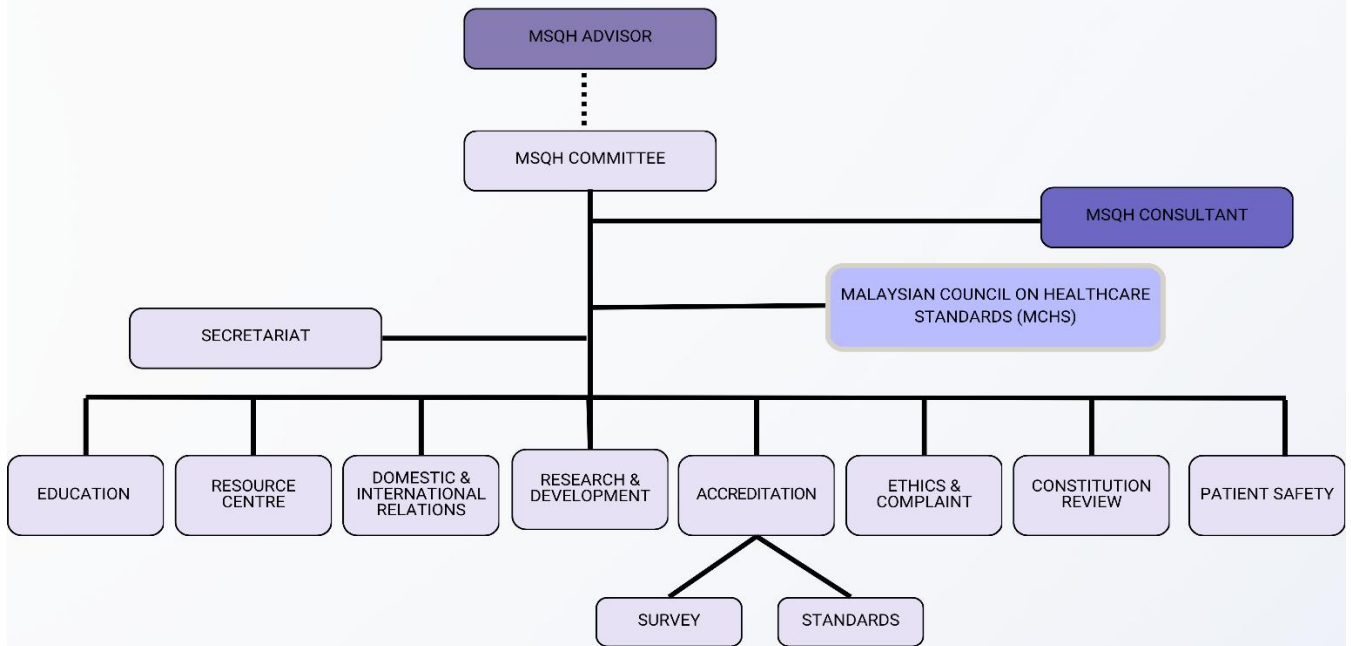 MSQH ADVISOR
MSQH COMMITTEE
MSQH CONSULTANT
MALAYSIAN COUNCIL ON HEALTHCARE
STANDARDS (MCHS)
SECRETARIAT
EDUCATION
RESOURCE
CENTRE
DOMESTIC &
INTERNATIONAL
RELATIONS
RESEARCH &
DEVELOPMENT
ACCREDITATION
ETHICS &
COMPLAINT
CONSTITUTION
REVIEW
PATIENT SAFETY
SURVEY
STANDARDS